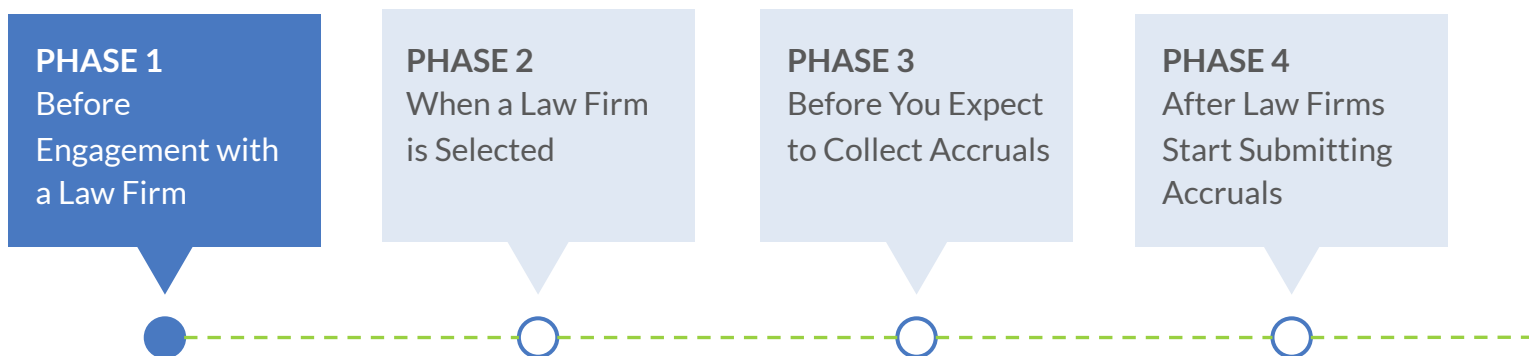 PHASE 1
Before
Engagement with
a Law Firm
PHASE 2
When a Law Firm
is Selected
PHASE 3
Before You Expect
to Collect Accruals
PHASE 4
After Law Firms
Start Submitting
Accruals